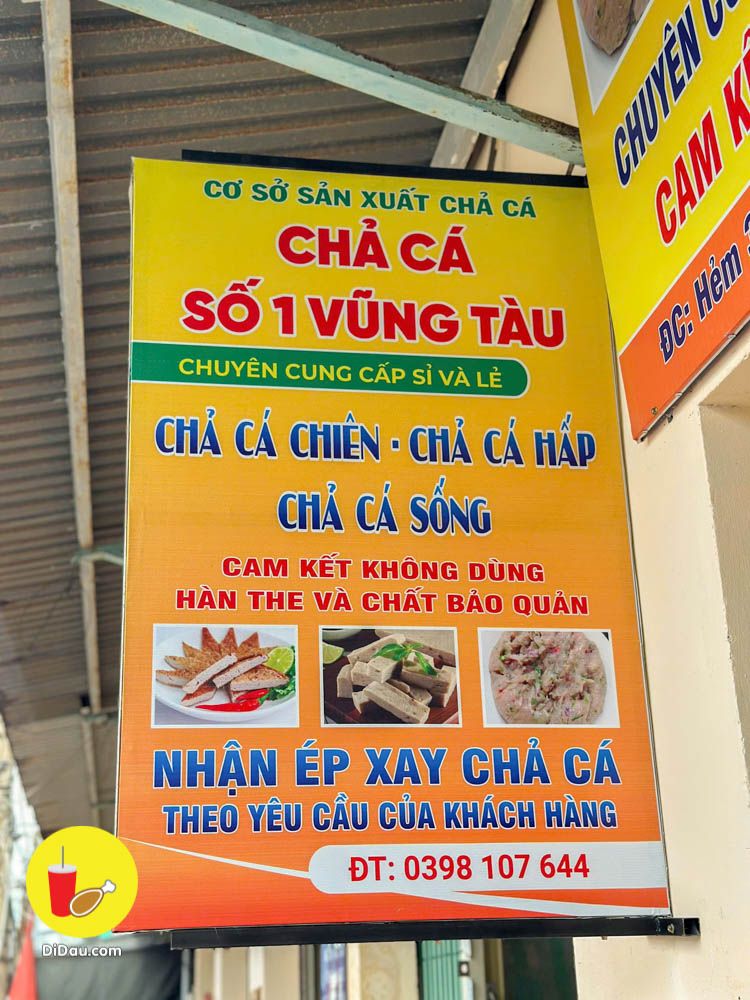 CƠ SỞ SẢN XUẤT CHẢ CÁ
CHẢ CÁ
SỐ 1 VŨNG TÀU
CHUYÊN CUNG CẤP SỈ VÀ LẺ
CHẢ CÁ CHIÊN · CHẢ CÁ HẤP
CHẢ CÁ SỐNG
CAM KẾT KHÔNG DÙNG
HÀN THE VÀ CHẤT BẢO QUẢN
NHẬN ÉP XAY CHẢ CÁ
THEO YÊU CẦU CỦA KHÁCH HÀNG
ĐT: 0398 107 644
CHUYÊN
CAM
ĐC: Hẻm
DiDau.com